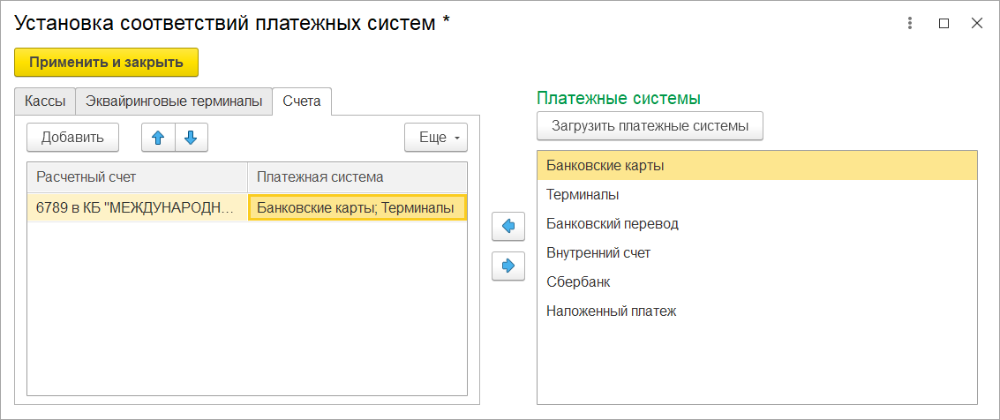 Установка соответствий платежных систем *
Применить и закрыть
Кассы Эквайринговые терминалы Счета
Добавить Еще
Расчетный счет Платежная система
6789 в КБ "МЕЖДУНАРОДН... Банковские карты; Терминалы
Платежные системы
Загрузить платежные системы
Банковские карты
Терминалы
Банковский перевод
Внутренний счет
Сбербанк
Наложенный платеж